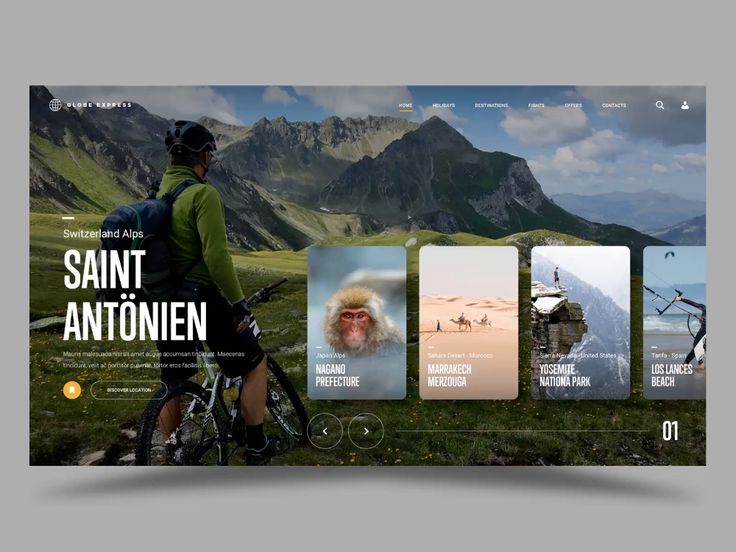 GLOBE EXPRESS
HOME HOLIDAYS DESTINATIONS FIGHTS OFFERS CONTACTS
Switzerland Alps
SAINT
ANTÖNIEN
Mauris malesuada nisi sit amet augue accumsan tincidunt. Maecenas
tincidunt, velit ac porttitor pulvinar, tortor eros facilisis libero.
DISCOVER LOCATION
Japan Alps
NAGANO
PREFECTURE
Sahara Desert - Morocco
MARRAKECH
MERZOUGA
Sierra Nevada - United States
YOSEMITE
NATIONA PARK
Tarifa - Spain
LOS LANCES
BEACH
01